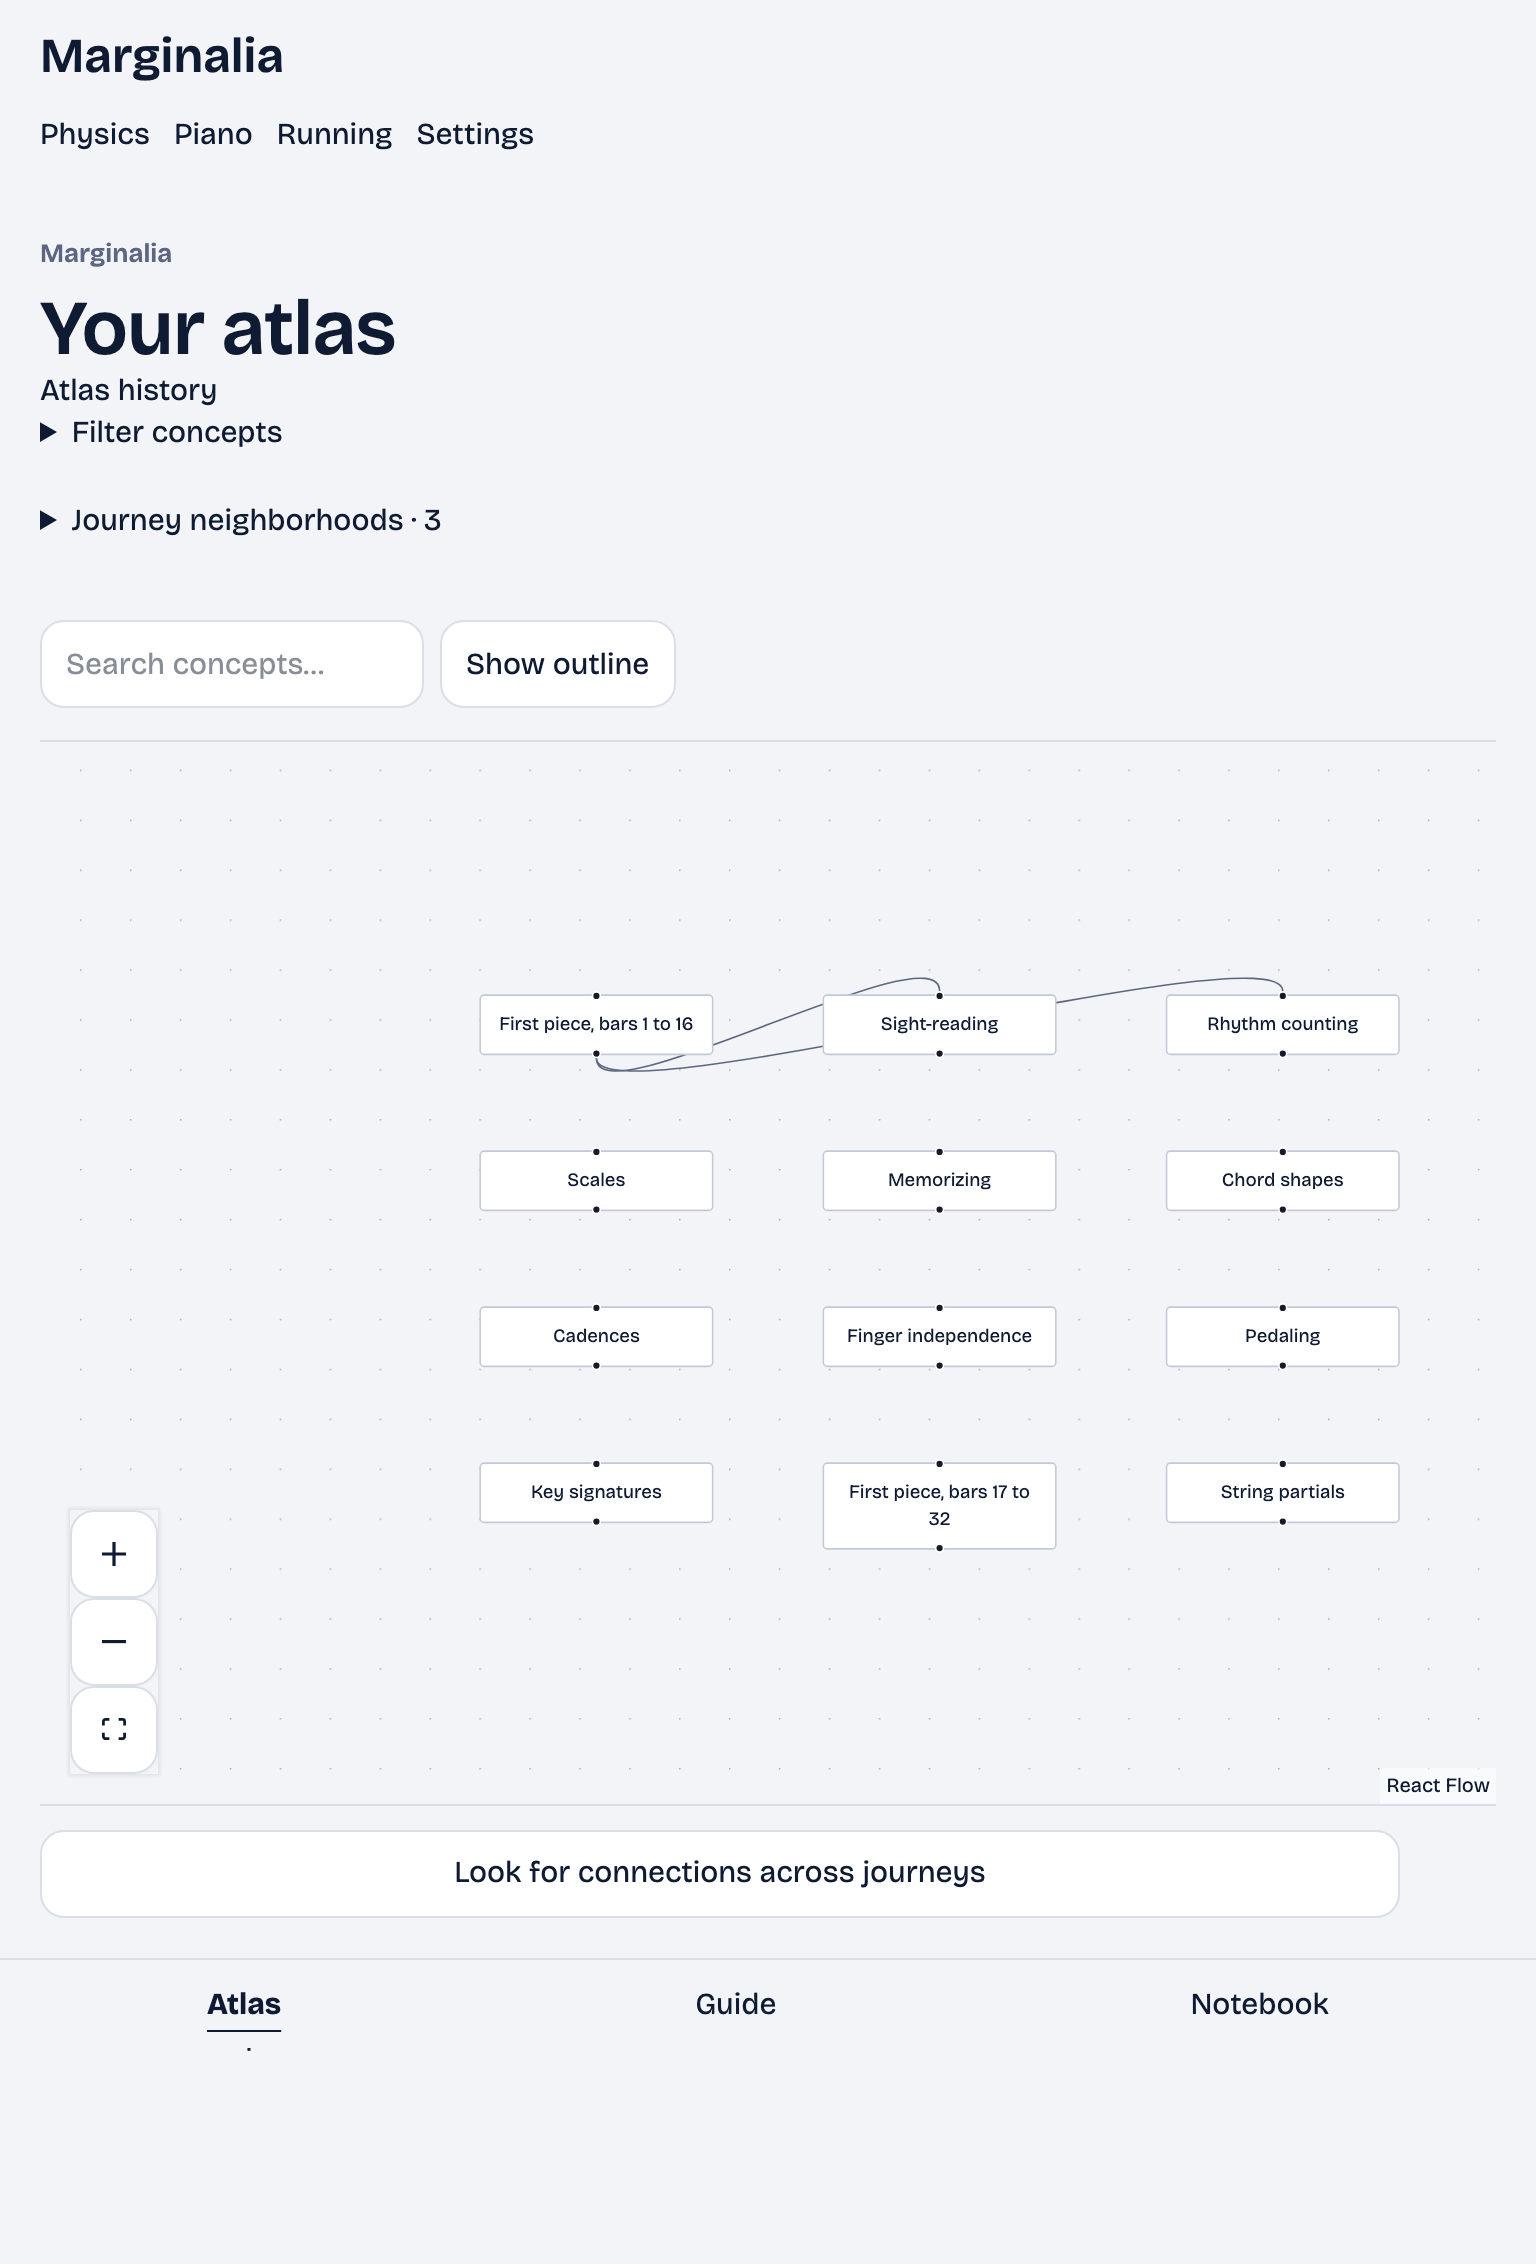 Marginalia
Physics Piano Running Settings
Marginalia
Your atlas
Atlas history
Filter concepts
Journey neighborhoods · 3
Search concepts...
Show outline
First piece, bars 1 to 16
Sight-reading
Rhythm counting
Scales
Memorizing
Chord shapes
Cadences
Finger independence
Pedaling
Key signatures
First piece, bars 17 to
32
String partials
React Flow
Look for connections across journeys
Atlas
Guide
Notebook